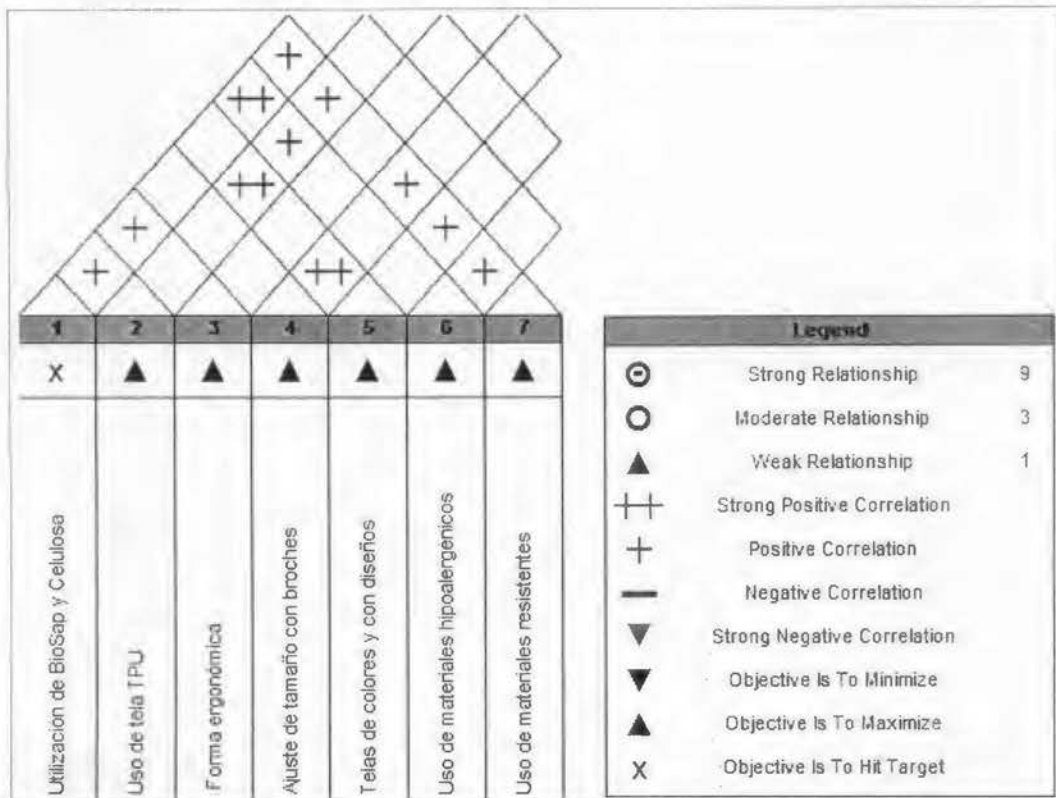 1 2 3 4 5 6 7
X ▲ ▲ ▲ ▲ ▲ ▲
Utilización de BioSap y Celulosa
Uso de tela TPU
Forma ergonómica
Ajuste de tamaño con broches
Telas de colores y con diseños
Uso de materiales hipoalergénicos
Uso de materiales resistentes
Legend
Strong Relationship 9
Moderate Relationship 3
Weak Relationship 1
Strong Positive Correlation
Positive Correlation
Negative Correlation
Strong Negative Correlation
Objective Is To Minimize
Objective Is To Maximize
X Objective Is To Hit Target